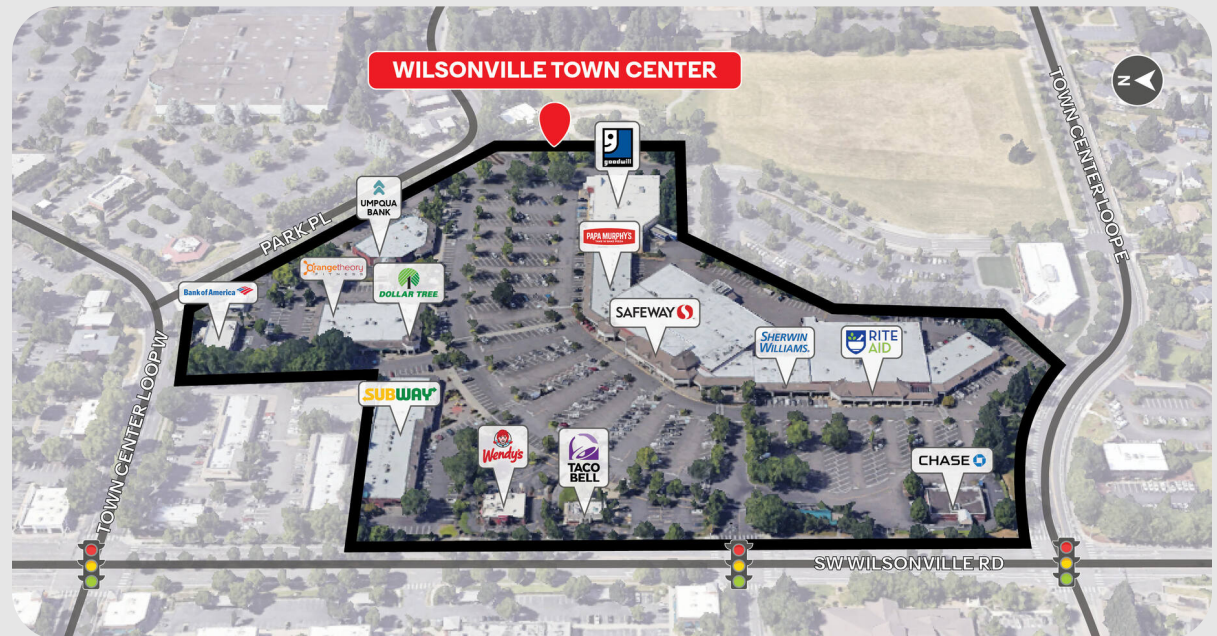 WILSONVILLE TOWN CENTER
N
TOWN CENTER LOOP E
g
goodwill
UMPQUA
BANK
PARK PL
PAPA MURPHY'S
Orangetheory
FITNESS
Bank of America
DOLLAR TREE
SAFEWAY
SHERWIN
WILLIAMS.
RITE
AID
TOWN CENTER LOOP W
SUBWAY
Wendy's
TACO
BELL
CHASE
SW WILSONVILLE RD